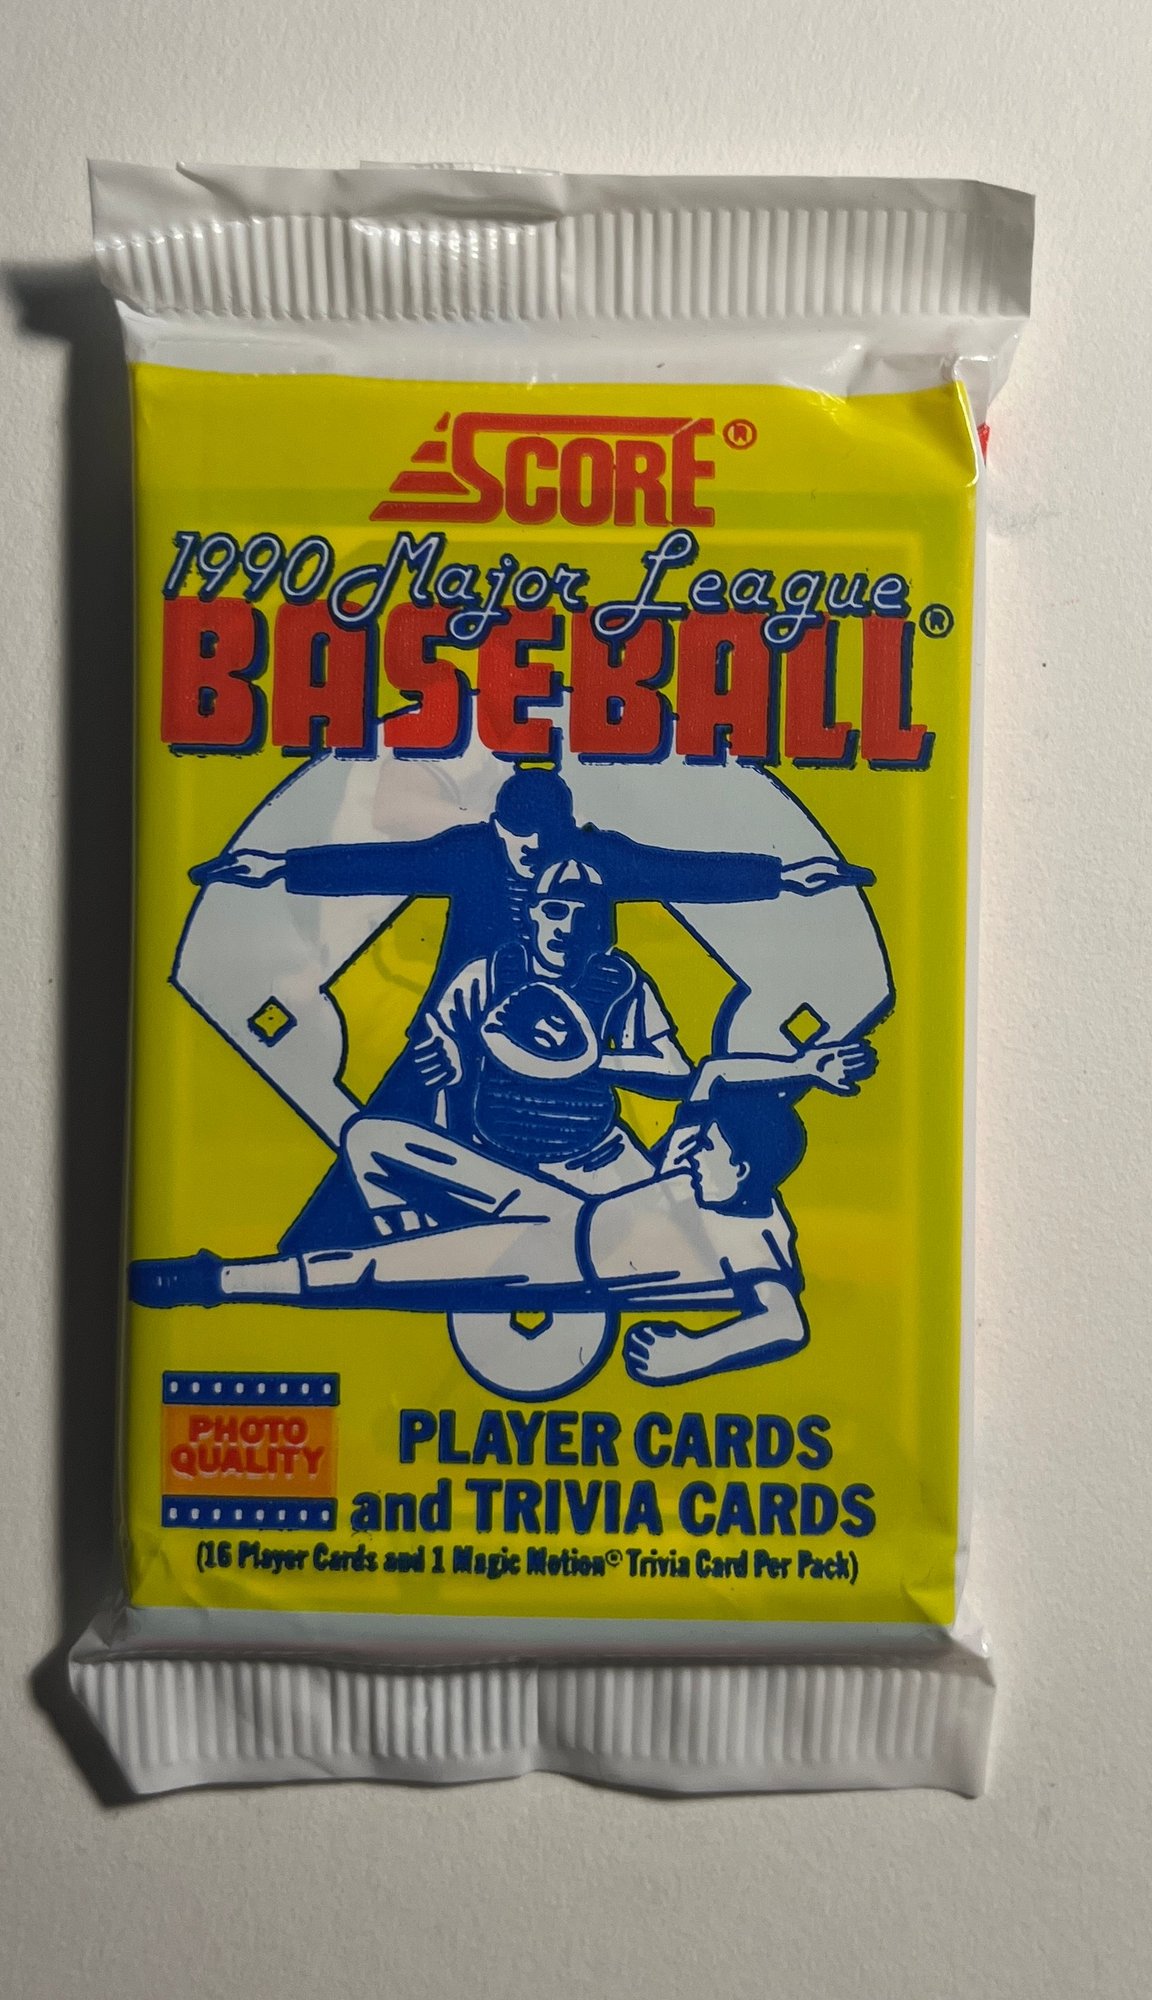 SCORE®
1990 Major League
BASEBALL®
PHOTO
QUALITY
PLAYER CARDS
and TRIVIA CARDS
(16 Player Cards and 1 Magic Motion® Trivia Card Per Pack)